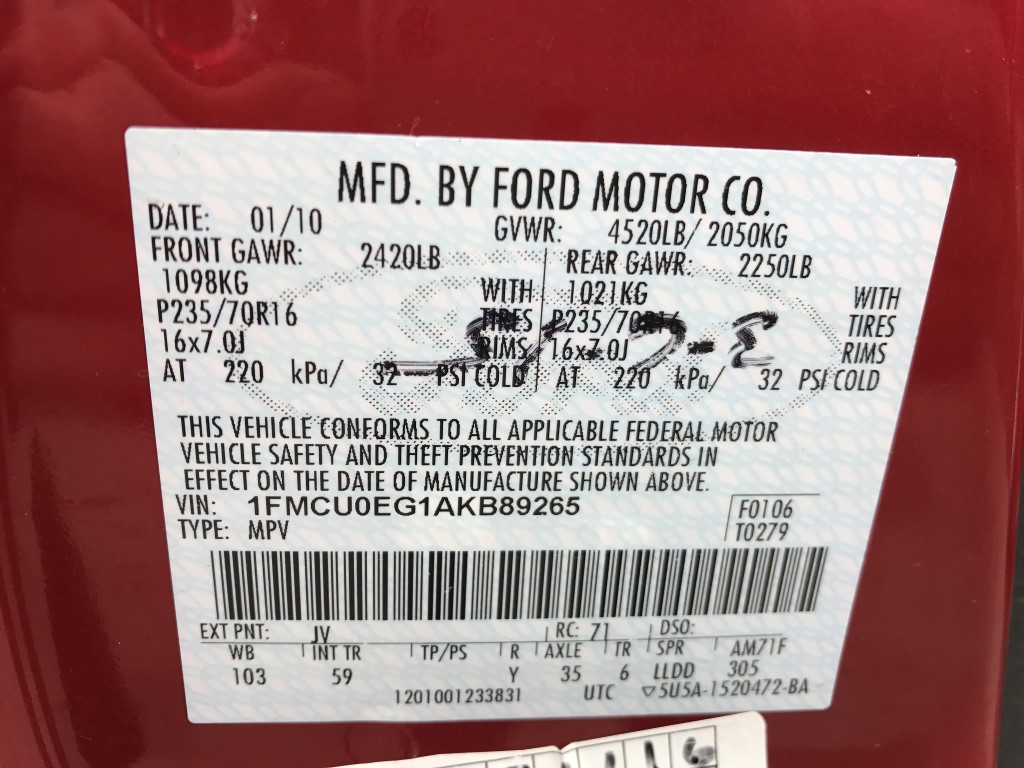 MFD. BY FORD MOTOR CO.
DATE: 01/10 GVWR: 4520LB/ 2050KG
FRONT GAWR: 2420LB REAR GAWR: 2250LB
1098KG WITH 1021KG WITH
P235/70R16 TIRES P235/70R16 TIRES
16x7.0J RIMS 16x7.0J RIMS
AT 220 kPa/ 32 PSI COLD AT 220 kPa/ 32 PSI COLD
THIS VEHICLE CONFORMS TO ALL APPLICABLE FEDERAL MOTOR
VEHICLE SAFETY AND THEFT PREVENTION STANDARDS IN
EFFECT ON THE DATE OF MANUFACTURE SHOWN ABOVE.
VIN: 1FMCU0EG1AKB89265 F0106
TYPE: MPV T0279
EXT PNT: JV RC: 71 DSO:
WB INT TR TP/PS R AXLE TR SPR AM71F
103 59 Y 35 6 LLDD 305
1201001233831 UTC 5U5A-1520472-BA